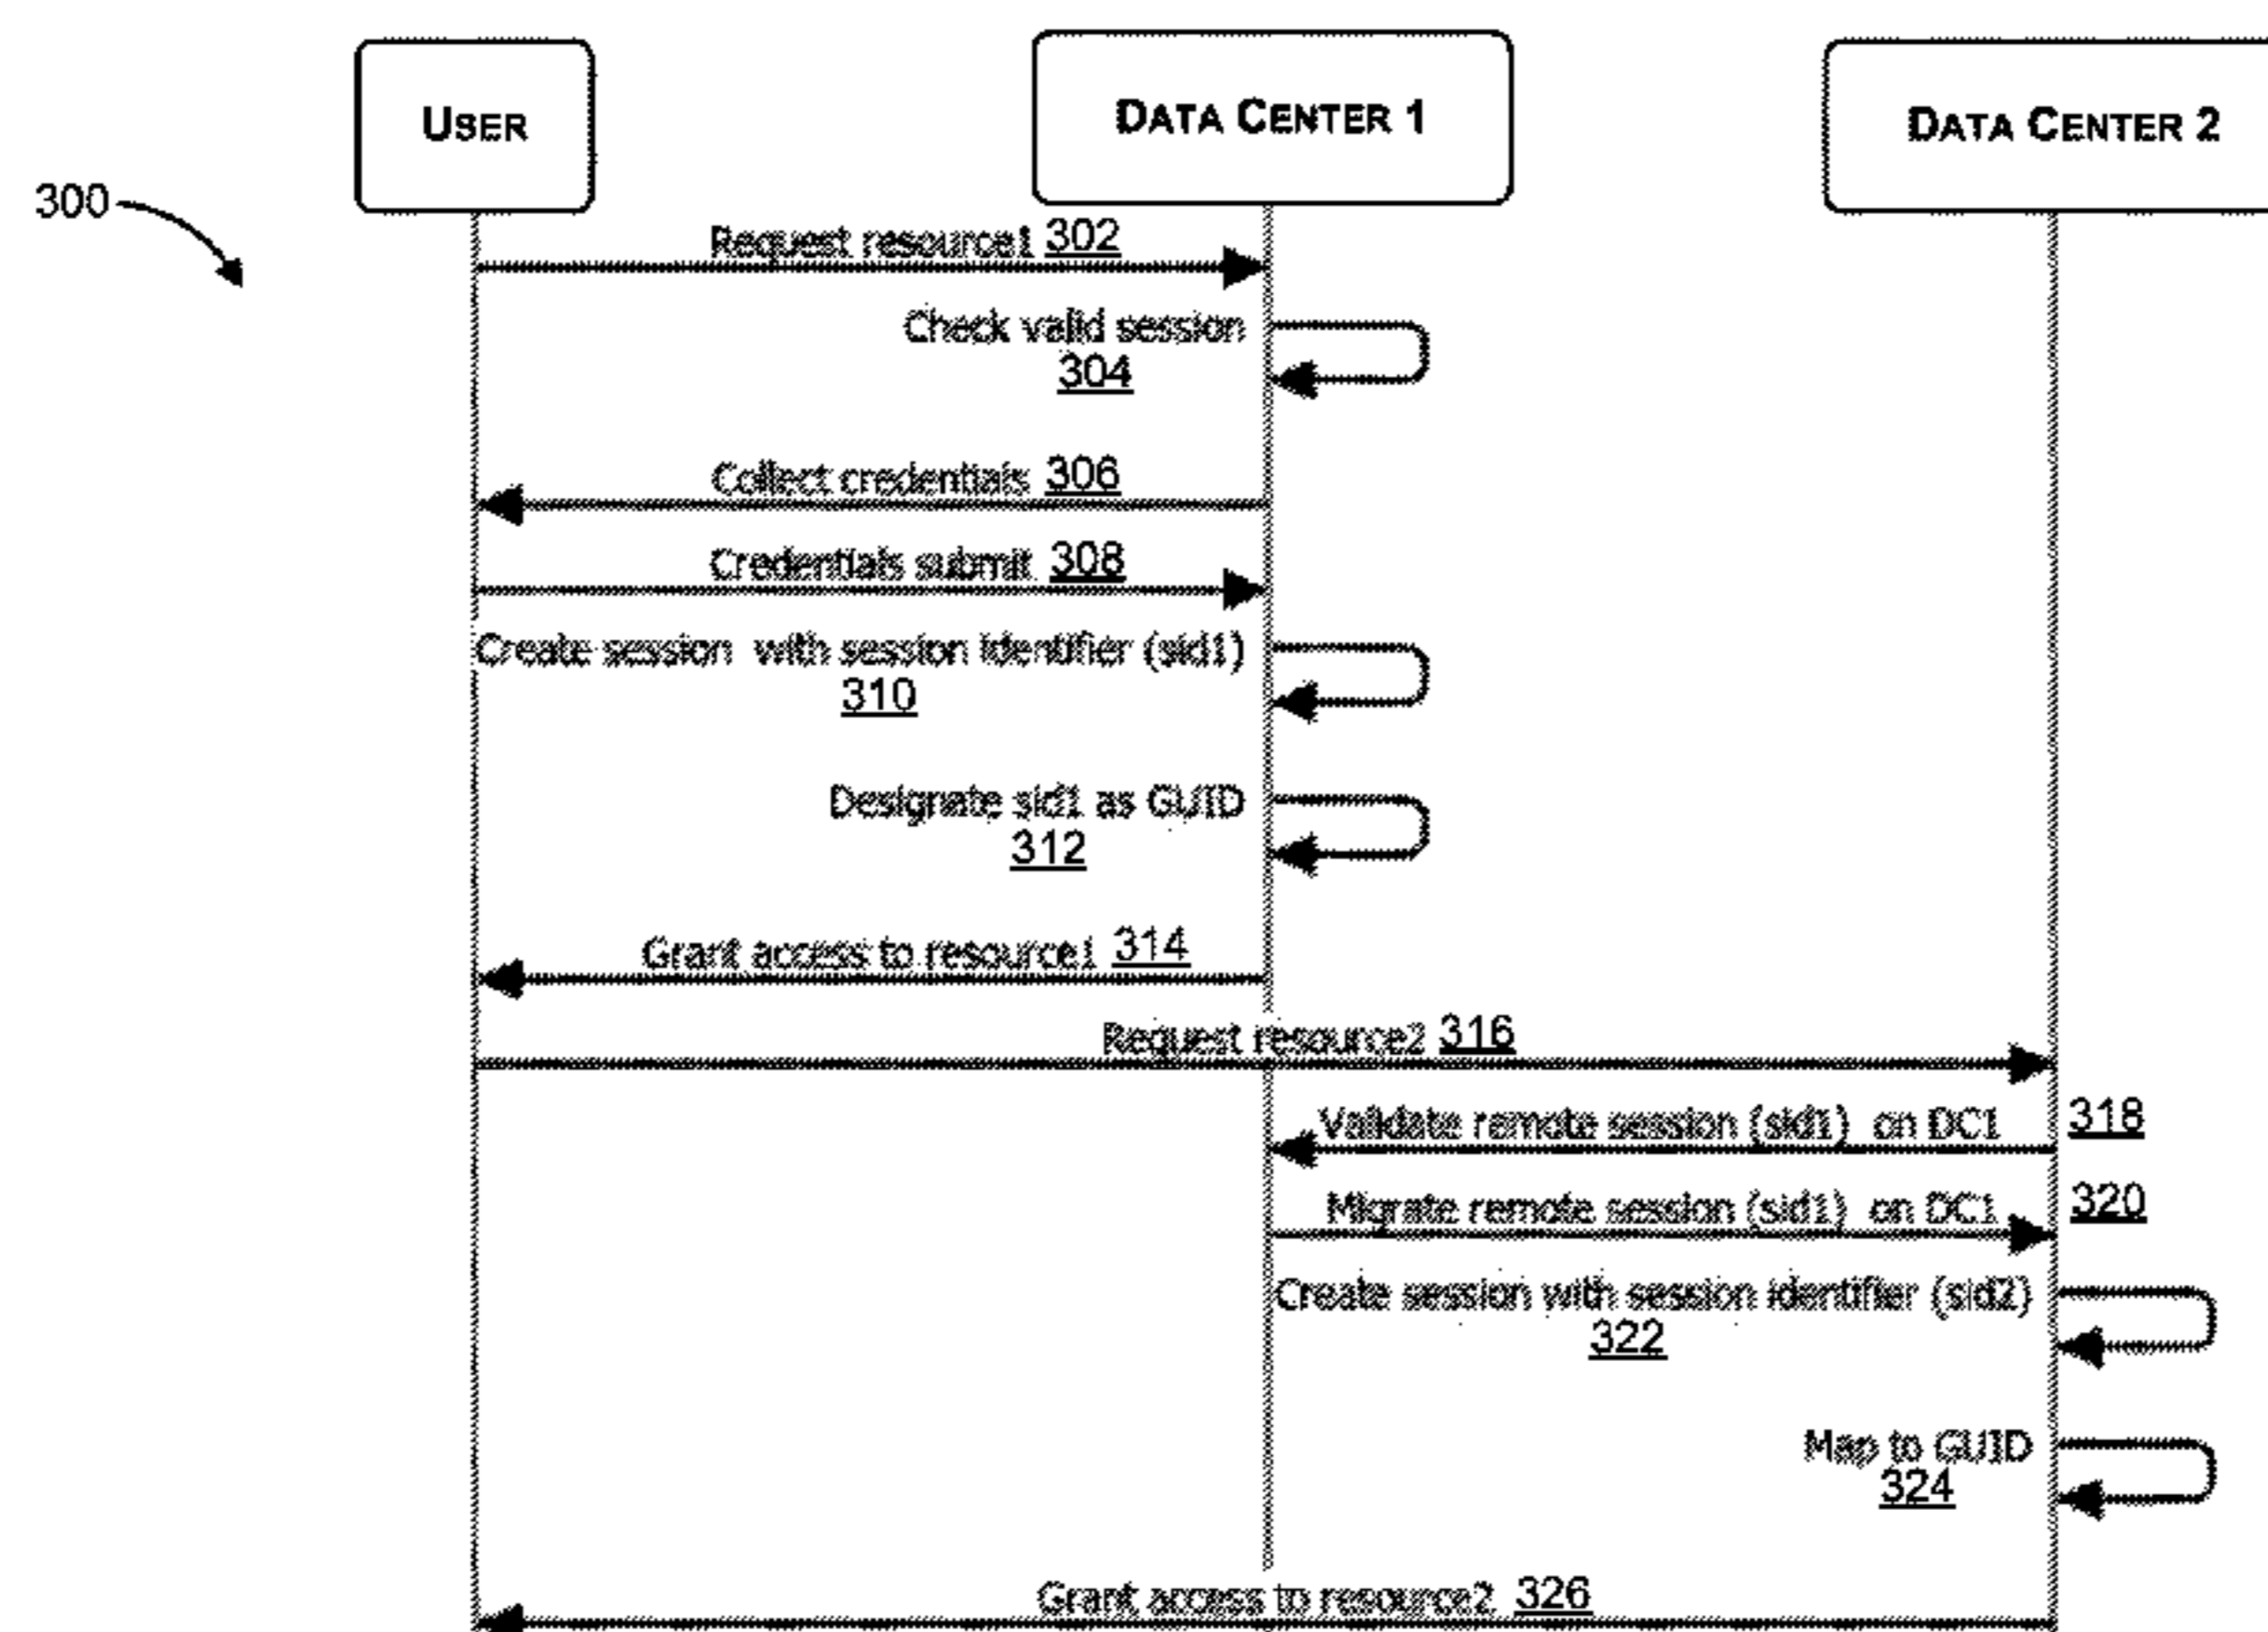 USER
DATA CENTER 1
DATA CENTER 2
300
Request resource1 302
Check valid session
304
Collect credentials 306
Credentials submit 308
Create session with session identifier (sid1)
310
Designate sid1 as GUID
312
Grant access to resource1 314
Request resource2 316
Validate remote session (sid1) on DC1 318
Migrate remote session (sid1) on DC1 320
Create session with session identifier (sid2)
322
Map to GUID
324
Grant access to resource2 326